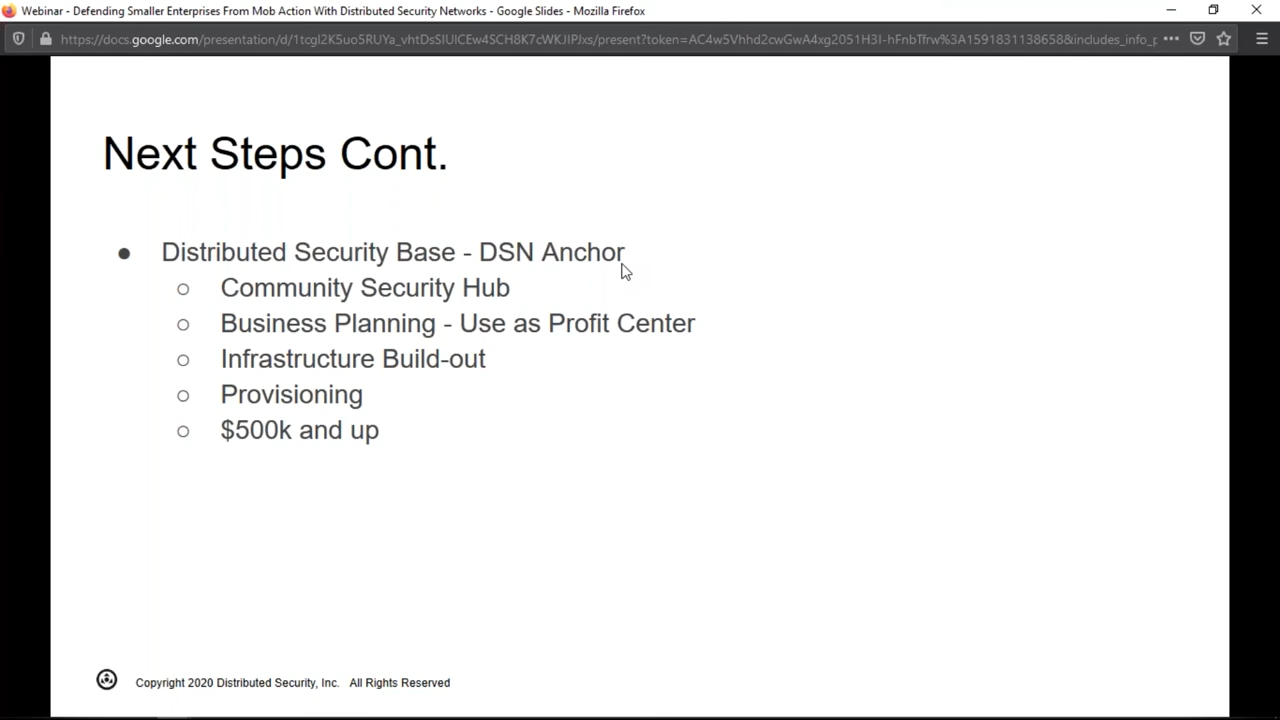 Webinar - Defending Smaller Enterprises From Mob Action With Distributed Security Networks - Google Slides - Mozilla Firefox
Next Steps Cont.
● Distributed Security Base - DSN Anchor
○ Community Security Hub
○ Business Planning - Use as Profit Center
○ Infrastructure Build-out
○ Provisioning
○ $500k and up
Copyright 2020 Distributed Security, Inc. All Rights Reserved